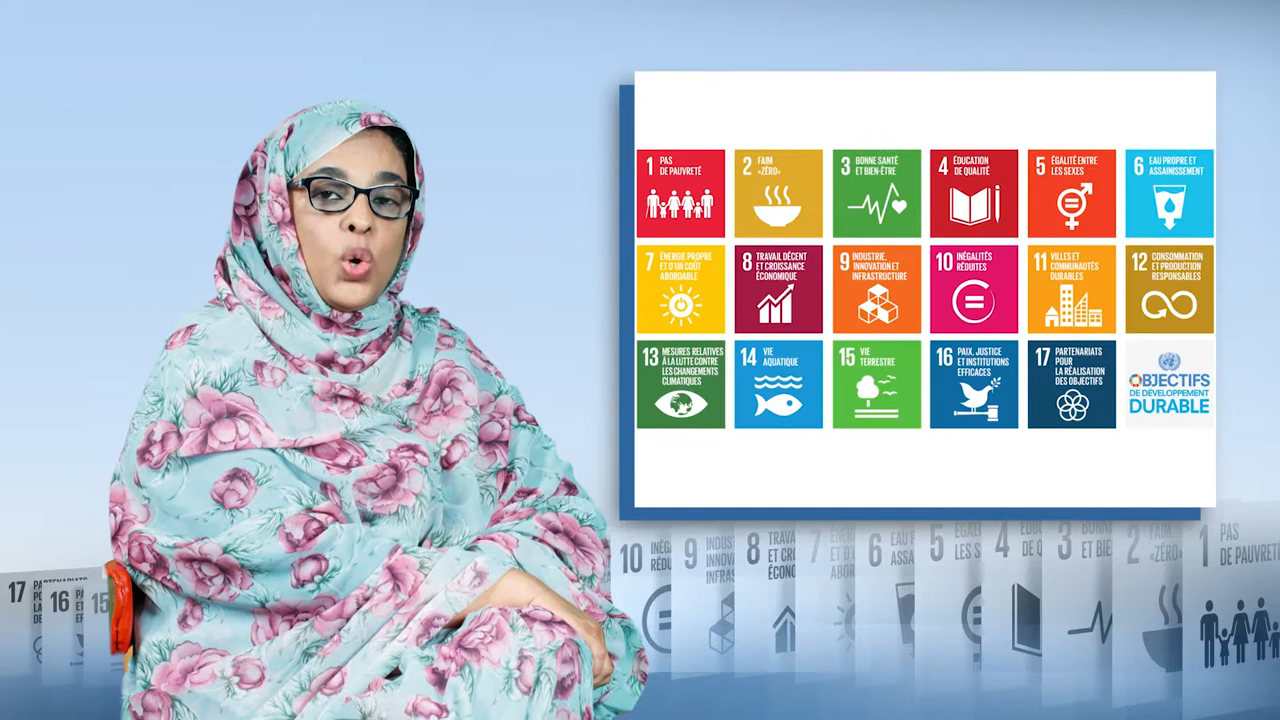 1 PAS
DE PAUVRETÉ
2 FAIM
«ZÉRO»
3 BONNE SANTÉ
ET BIEN-ÊTRE
4 ÉDUCATION
DE QUALITÉ
5 ÉGALITÉ ENTRE
LES SEXES
6 EAU PROPRE ET
ASSAINISSEMENT
7 ÉNERGIE PROPRE
ET D'UN COÛT
ABORDABLE
8 TRAVAIL DÉCENT
ET CROISSANCE
ÉCONOMIQUE
9 INDUSTRIE,
INNOVATION ET
INFRASTRUCTURE
10 INÉGALITÉS
RÉDUITES
11 VILLES ET
COMMUNAUTÉS
DURABLES
12 CONSOMMATION
ET PRODUCTION
RESPONSABLES
13 MESURES RELATIVES
À LA LUTTE CONTRE
LES CHANGEMENTS
CLIMATIQUES
14 VIE
AQUATIQUE
15 VIE
TERRESTRE
16 PAIX, JUSTICE
ET INSTITUTIONS
EFFICACES
17 PARTENARIATS
POUR
LA RÉALISATION
DES OBJECTIFS
OBJECTIFS
DE DÉVELOPPEMENT
DURABLE
17
16
15
10 INÉG
RÉDU
9 INDUS
INNOV
INFRAS
8 TRAVA
ET CRO
ÉCONO
7 ÉNE
ET D
ABOR
6 EAU P
ASSA
5 ÉGALI
LES S
4 ÉDUC
DE Q
3 BONN
ET BIE
2 FAIM
«ZÉRO»
1 PAS
DE PAUVRETÉ